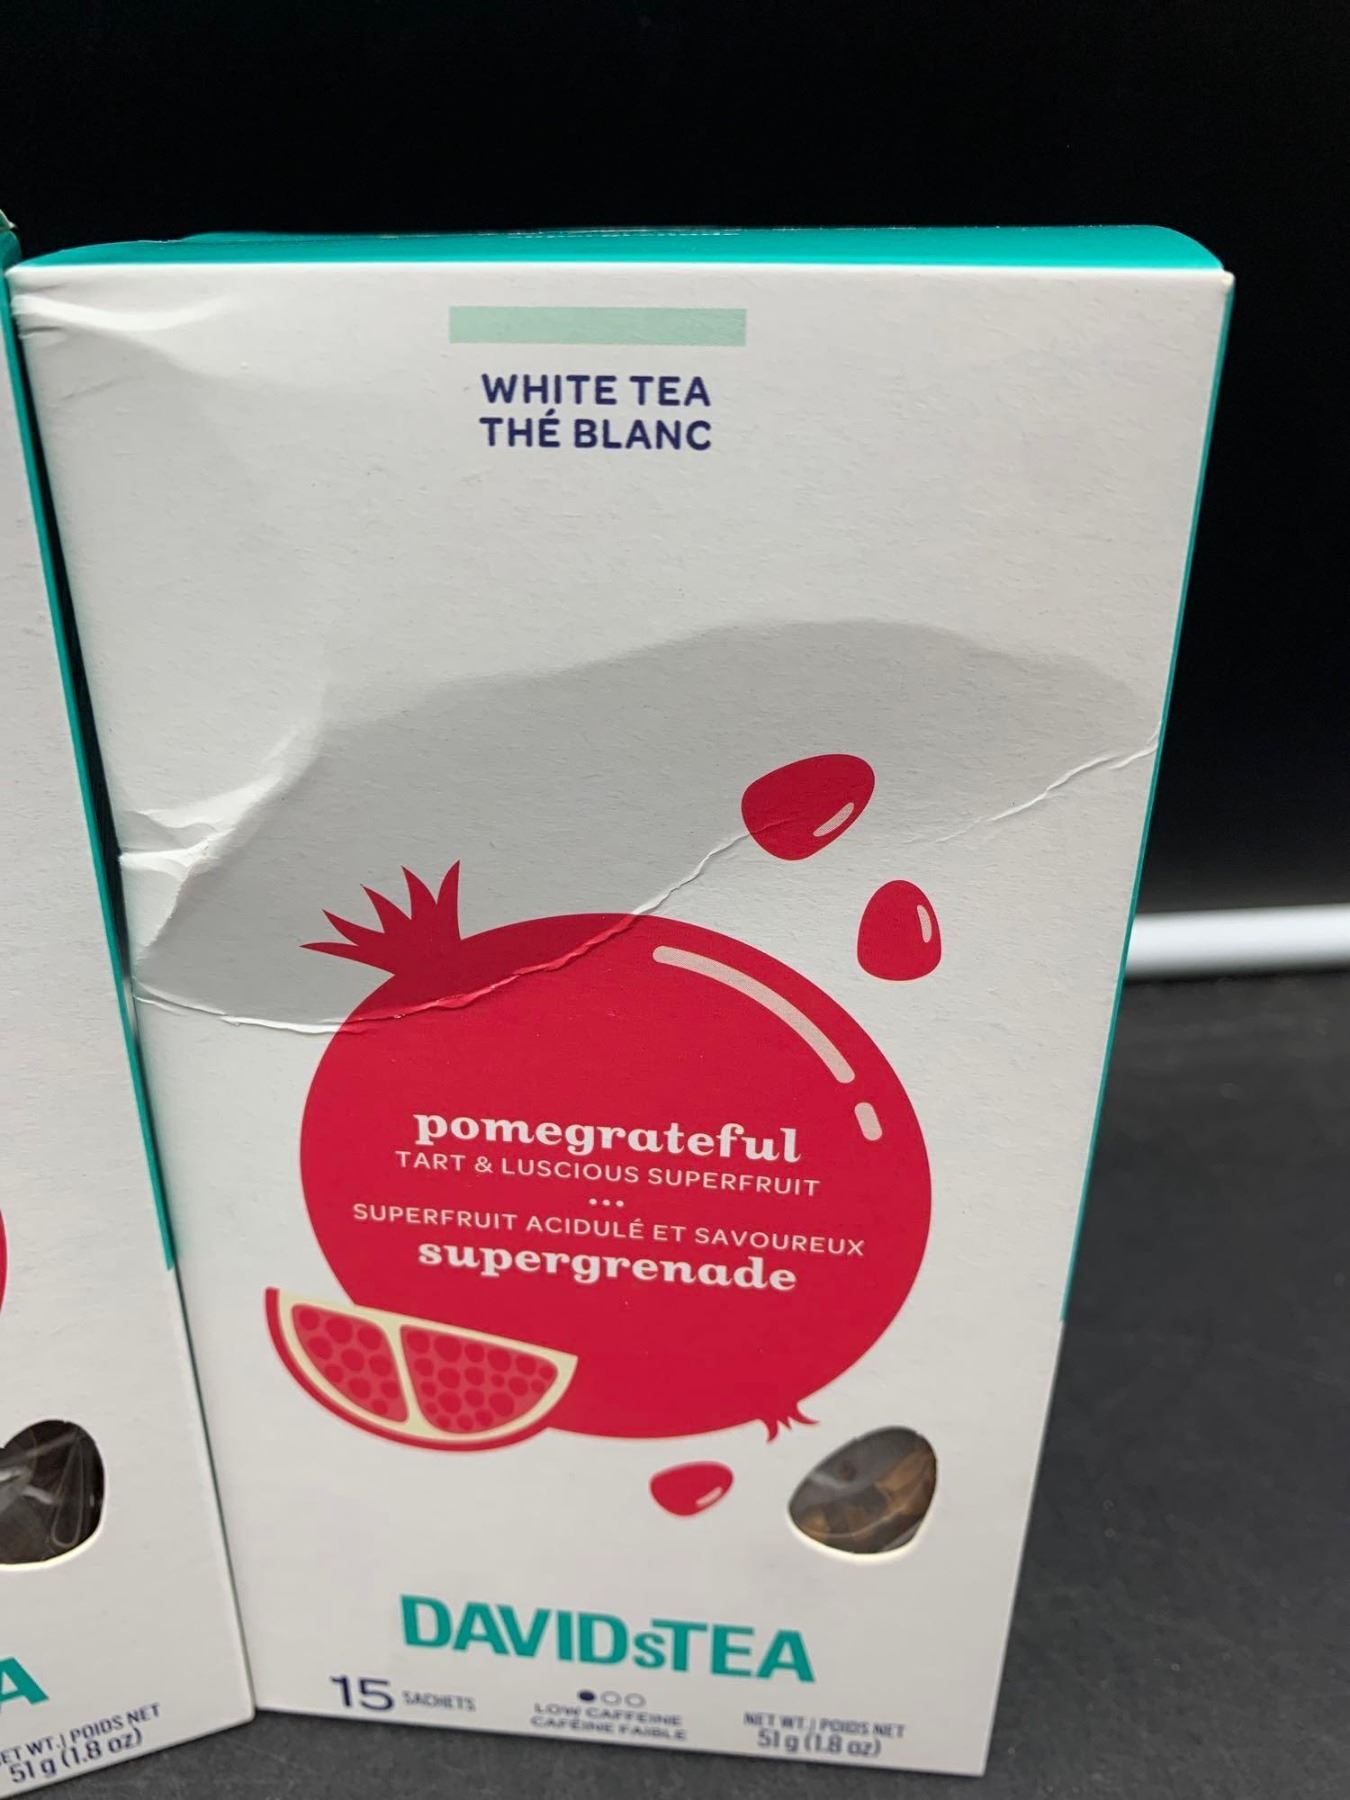 WHITE TEA
THÉ BLANC
pomegrateful
TART & LUSCIOUS SUPERFRUIT
...
SUPERFRUIT ACIDULÉ ET SAVOUREUX
supergrenade
DAVIDsTEA
15 SACHETS
LOW CAFFEINE
CAFÉINE FAIBLE
NET WT. | POIDS NET
51 g (1.8 oz)
A
ET WT. | POIDS NET
51 g (1.8 oz)